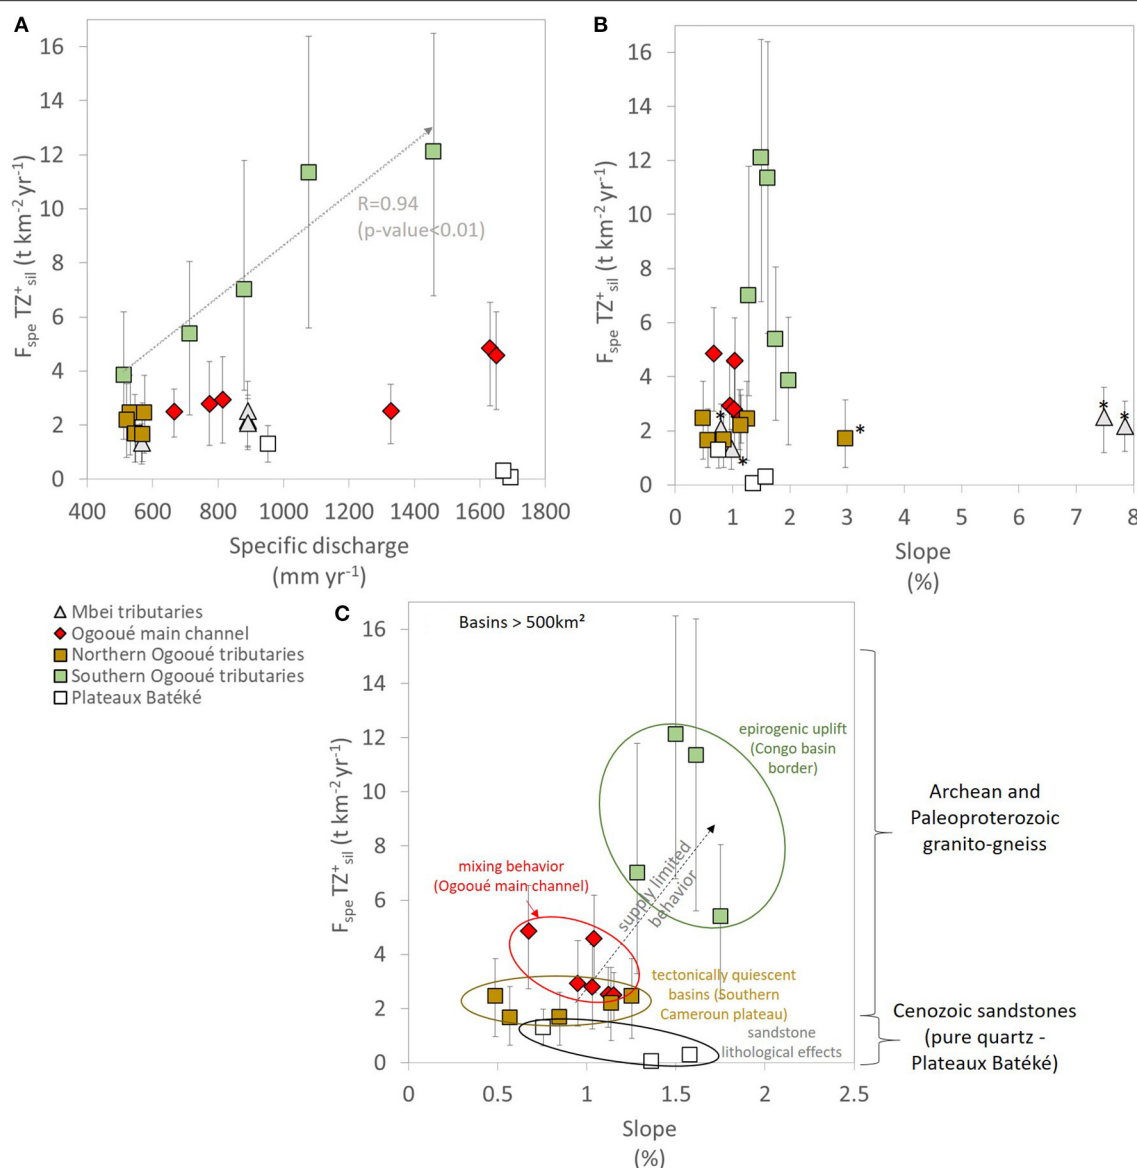 A
16
14
12
10
8
6
4
2
0
F_spe TZ^+_sil (t km^-2 yr^-1)
R=0.94
(p-value<0.01)
400 600 800 1000 1200 1400 1600 1800
Specific discharge
(mm yr^-1)
B
16
14
12
10
8
6
4
2
0
F_spe TZ^+_sil (t km^-2 yr^-1)
* * * * * *
0 1 2 3 4 5 6 7 8
Slope
(%)
Mbei tributaries
Ogooué main channel
Northern Ogooué tributaries
Southern Ogooué tributaries
Plateaux Batéké
C
Basins > 500km²
16
14
12
10
8
6
4
2
0
F_spe TZ^+_sil (t km^-2 yr^-1)
epirogenic uplift
(Congo basin
border)
mixing behavior
(Ogooué main channel)
supply limited
behavior
tectonically quiescent
basins (Southern
Cameroun plateau)
sandstone
lithological effects
0 0.5 1 1.5 2 2.5
Slope
(%)
Archean and
Paleoproterozoic
granito-gneiss
Cenozoic sandstones
(pure quartz -
Plateaux Batéké)